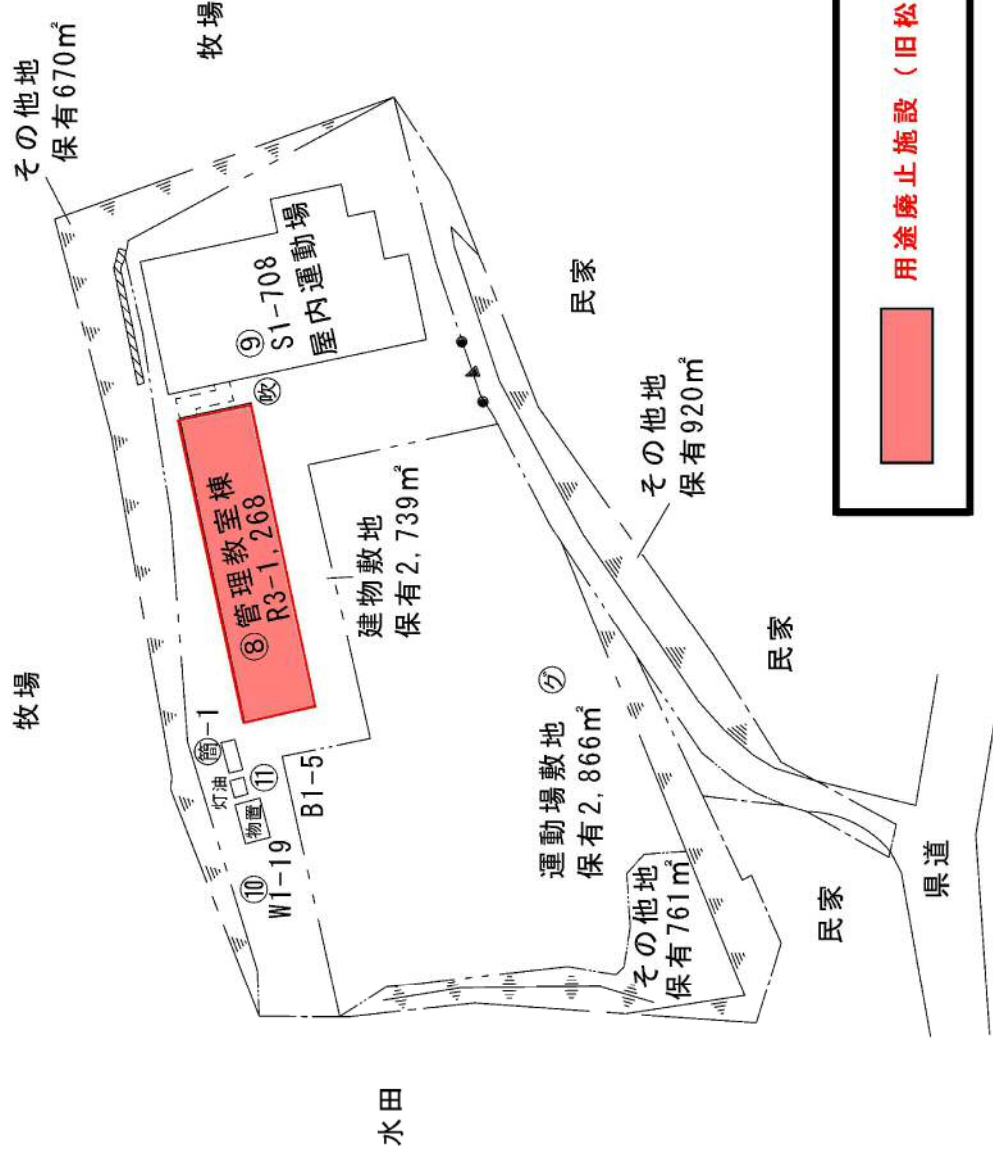 その他地
保有670㎡
牧場
牧場
⑨
S1-708
屋内運動場
吹
⑧管理教室棟
R3-1,268
建物敷地
保有2,739㎡
簡-1
灯油
⑪
物置
B1-5
⑩
W1-19
運動場敷地 グ
保有2,866㎡
その他地
保有920㎡
その他地
保有761㎡
民家
民家
民家
県道
水田
用途廃止施設（旧松